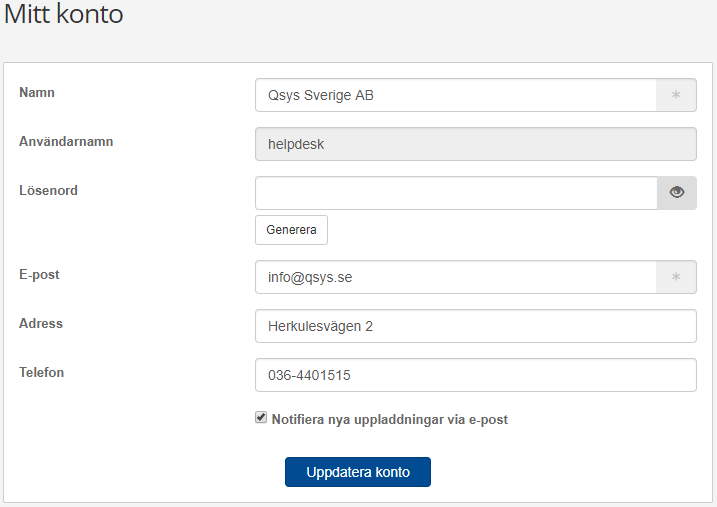 Mitt konto
Namn
Qsys Sverige AB
*
Användarnamn
helpdesk
Lösenord
Generera
E-post
info@qsys.se
*
Adress
Herkulesvägen 2
Telefon
036-4401515
Notifiera nya uppladdningar via e-post
Uppdatera konto